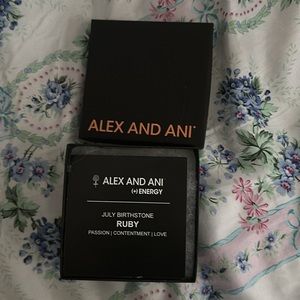 ALEX AND ANI
ALEX AND ANI
(+) ENERGY
JULY BIRTHSTONE
RUBY
PASSION | CONTENTMENT | LOVE